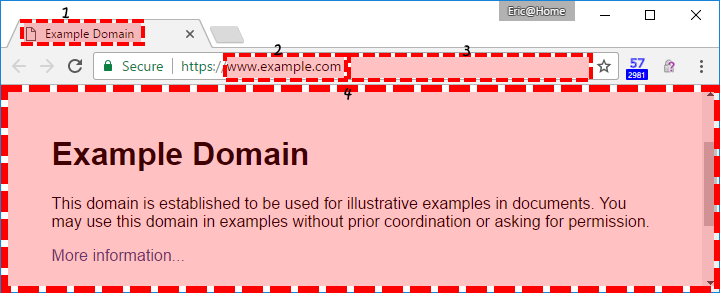 1
Eric@Home
Example Domain
2
3
Secure https://www.example.com
57
2981
4
Example Domain
This domain is established to be used for illustrative examples in documents. You
may use this domain in examples without prior coordination or asking for permission.
More information...